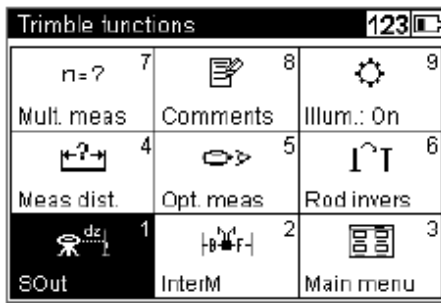 Trimble functions 123
n=? 7 8 9
Mult. meas Comments Illum.: On
? 4 5 6
Meas dist. Opt. meas Rod invers
dz 1 B F 2 3
SOut InterM Main menu